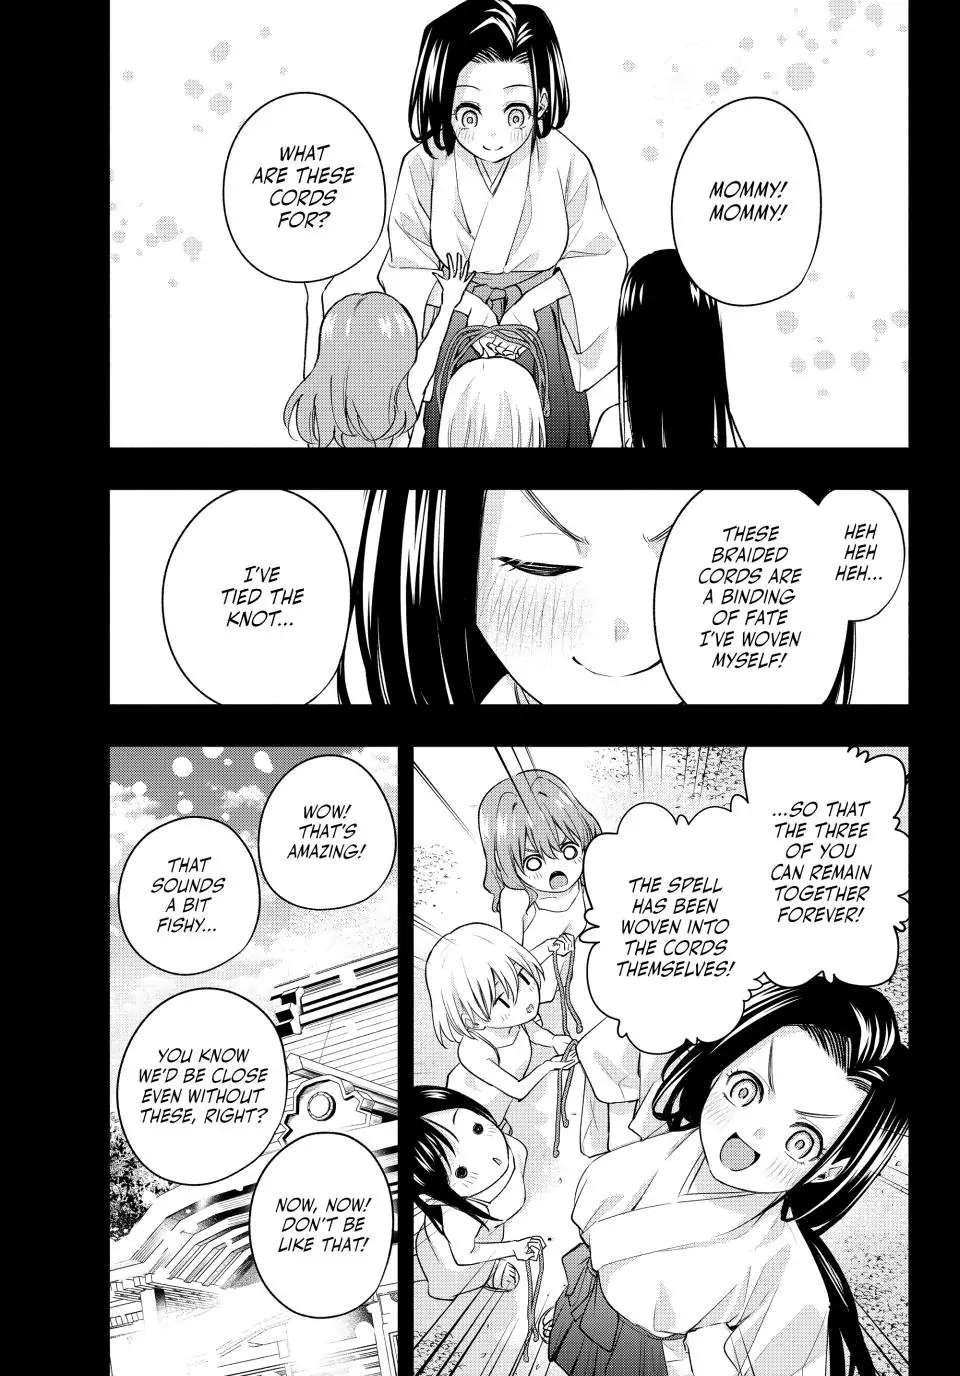 MOMMY!
MOMMY!
WHAT
ARE THESE
CORDS
FOR?
HEH
HEH
HEH...
THESE
BRAIDED
CORDS ARE
A BINDING
OF FATE
I'VE WOVEN
MYSELF!
I'VE
TIED THE
KNOT...
...SO THAT
THE THREE
OF YOU
CAN REMAIN
TOGETHER
FOREVER!
THE SPELL
HAS BEEN
WOVEN INTO
THE CORDS
THEMSELVES!
WOW!
THAT'S
AMAZING!
THAT
SOUNDS
A BIT
FISHY...
YOU KNOW
WE'D BE CLOSE
EVEN WITHOUT
THESE, RIGHT?
NOW, NOW!
DON'T BE
LIKE THAT!